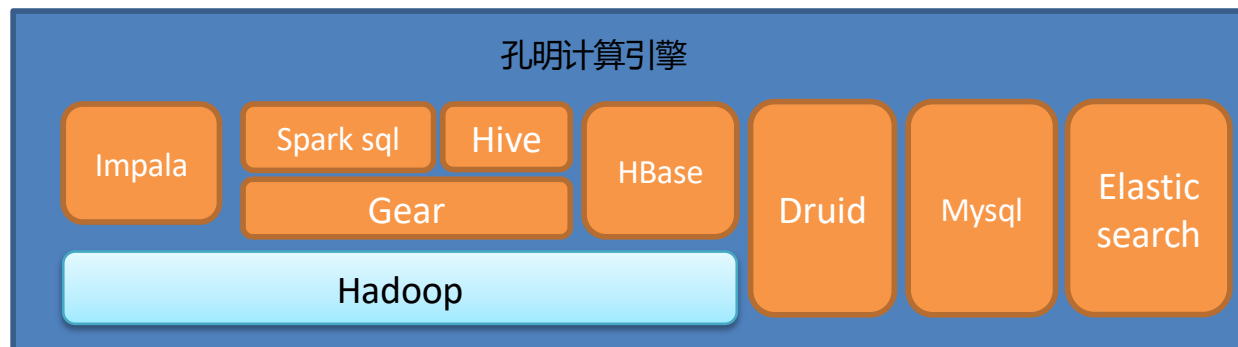 孔明计算引擎
Impala
Spark sql
Hive
Gear
HBase
Hadoop
Druid
Mysql
Elastic
search